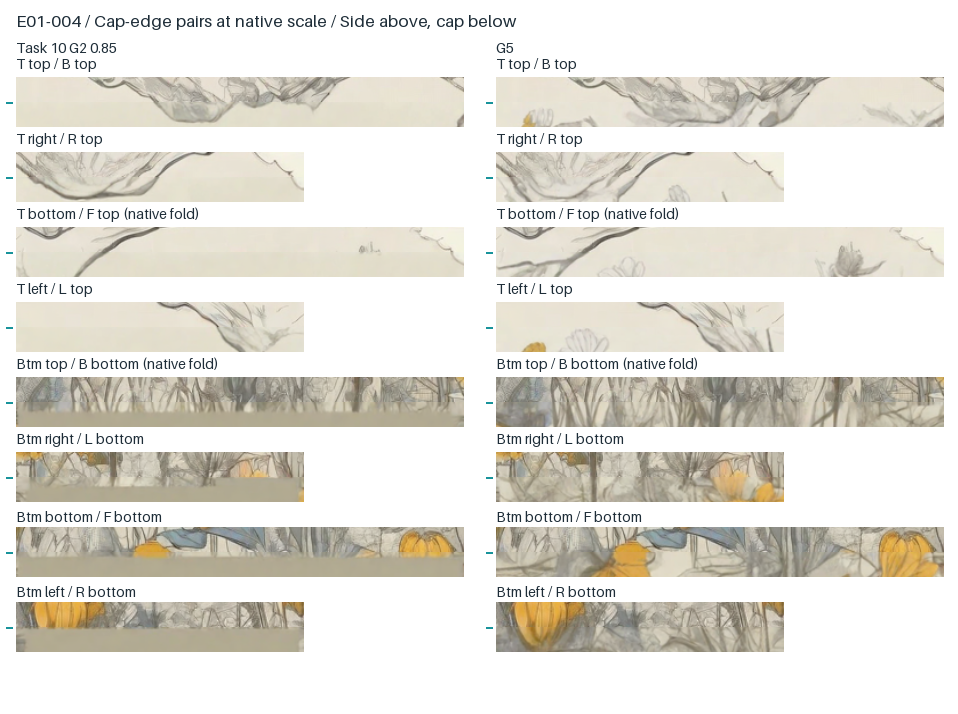 E01-004 / Cap-edge pairs at native scale / Side above, cap below
Task 10 G2 0.85
T top / B top
T right / R top
T bottom / F top (native fold)
T left / L top
Btm top / B bottom (native fold)
Btm right / L bottom
Btm bottom / F bottom
Btm left / R bottom
G5
T top / B top
T right / R top
T bottom / F top (native fold)
T left / L top
Btm top / B bottom (native fold)
Btm right / L bottom
Btm bottom / F bottom
Btm left / R bottom